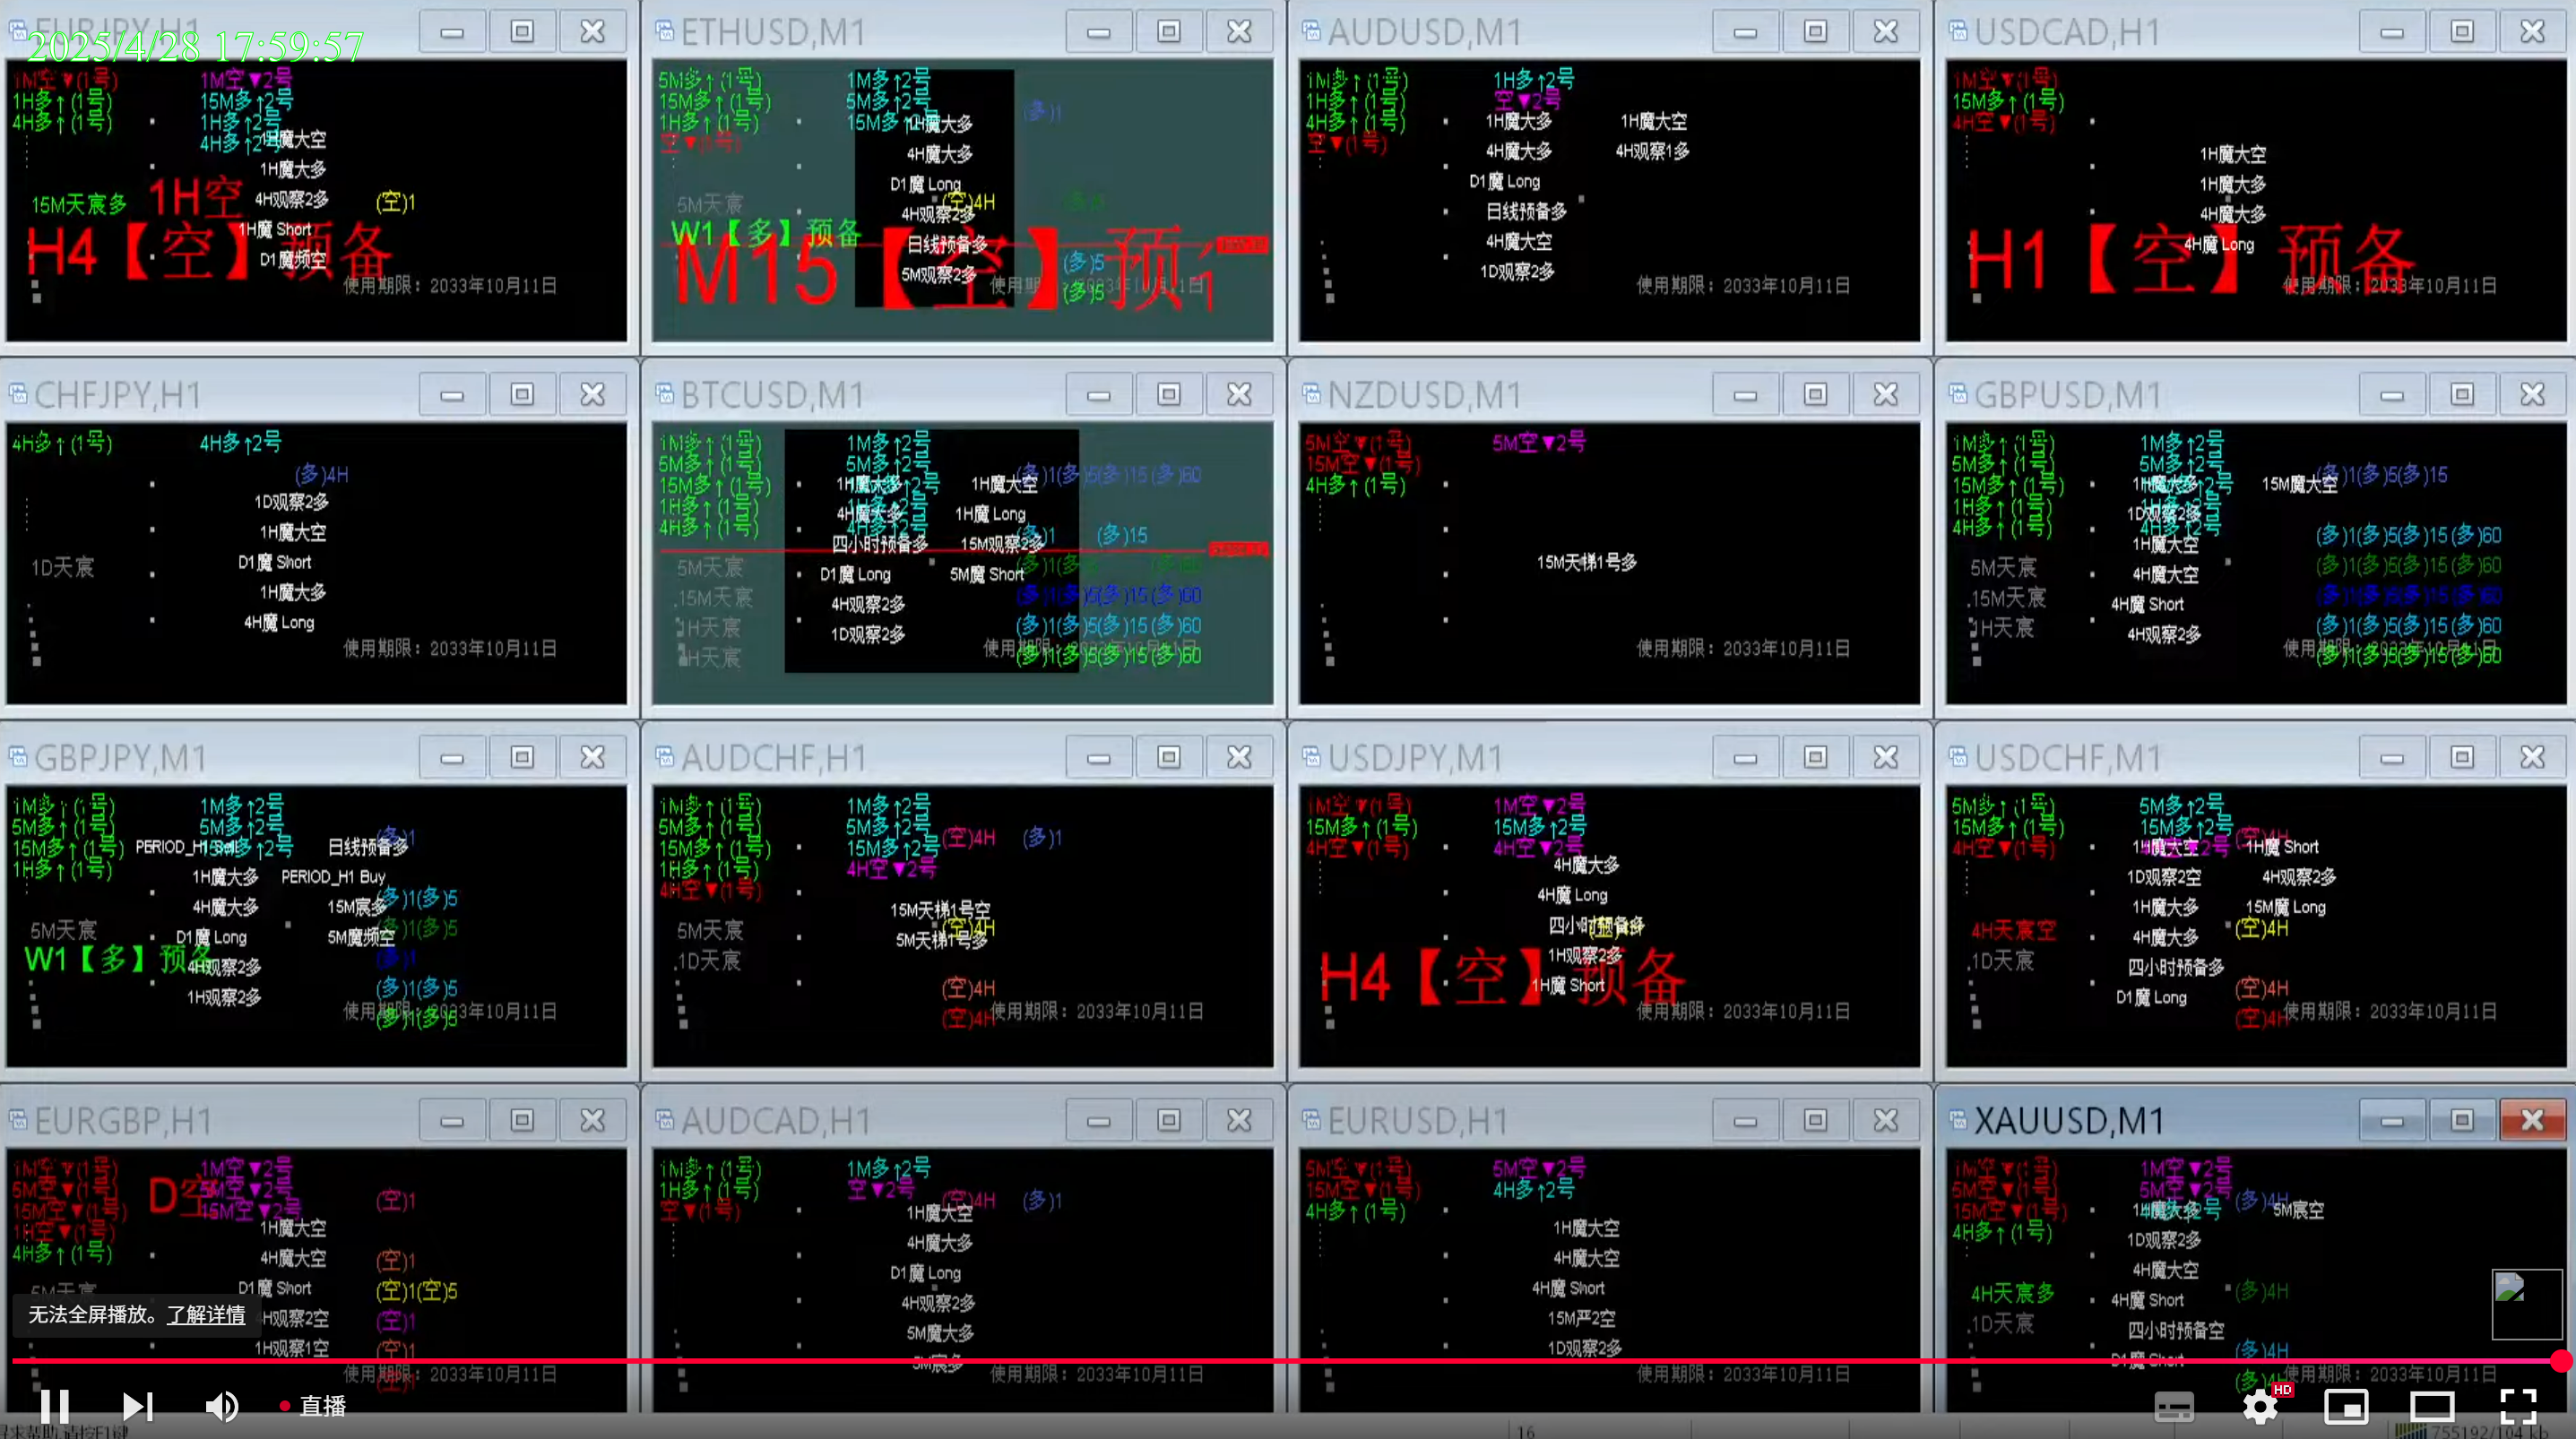 EURJPY,H1
2025/4/28 17:59:57
1M空▼(1号) 1M空▼2号
1H多↑(1号) 15M多↑2号
4H多↑(1号) 1H多↑2号
4H多↑2号
1H魔大空
1H魔大多
15M天宸多 1H空 4H观察2多 (空)1
1H魔 Short
H4【空】预备
D1魔频空
使用期限：2033年10月11日
ETHUSD,M1
5M多↑(1号) 1M多↑2号
15M多↑(1号) 5M多↑2号
1H多↑(1号) 15M多↑2号 (多)1
1H魔大多
空▼(1号)
4H魔大多
D1魔 Long
5M天宸 (空)4H
4H观察2多
W1【多】预备
日线预备多
M15【空】预
5M观察2多
(多)5
(多)5
AUDUSD,M1
1M多↑(1号) 1H多↑2号
1H多↑(1号) 空▼2号
4H多↑(1号) 1H魔大多 1H魔大空
空▼(1号) 4H魔大多 4H观察1多
D1魔 Long
日线预备多
4H魔大空
1D观察2多
使用期限：2033年10月11日
USDCAD,H1
1M空▼(1号)
15M多↑(1号)
4H空▼(1号)
1H魔大空
1H魔大多
4H魔大多
4H魔 Long
H1【空】预备
使用期限：2033年10月11日
CHFJPY,H1
4H多↑(1号) 4H多↑2号
(多)4H
1D观察2多
1H魔大空
1D天宸 D1魔 Short
1H魔大多
4H魔 Long
使用期限：2033年10月11日
BTCUSD,M1
1M多↑(1号) 1M多↑2号
5M多↑(1号) 5M多↑2号
(多)1(多)5(多)15(多)60
15M多↑(1号) 1H魔大多 1H魔大空
1H多↑(1号) 4H魔大多 1H魔 Long
4H多↑(1号) 4H多↑2号
(多)1 (多)15
四小时预备多 15M观察2多
5M天宸 D1魔 Long 5M魔 Short
15M天宸 4H观察2多 (多)1(多)5(多)15(多)60
1H天宸 1D观察2多 (多)1(多)5(多)15(多)60
H天宸 (多)1(多)5(多)15(多)60
NZDUSD,M1
5M空▼(1号) 5M空▼2号
15M空▼(1号)
4H多↑(1号)
15M天梯1号多
使用期限：2033年10月11日
GBPUSD,M1
1M多↑(1号) 1M多↑2号
5M多↑(1号) 5M多↑2号
(多)1(多)5(多)15
15M多↑(1号) 15M魔大空
1H多↑(1号) 1D观察2多
4H多↑(1号) 4H多↑2号
1H魔大空 (多)1(多)5(多)15(多)60
5M天宸 4H魔大空 (多)1(多)5(多)15(多)60
15M天宸 4H魔 Short (多)1(多)5(多)15(多)60
1H天宸 4H观察2多 (多)1(多)5(多)15(多)60
(多)1(多)5(多)15(多)60
GBPJPY,M1
1M多↑(1号) 1M多↑2号
5M多↑(1号) 5M多↑2号 (多)1
15M多↑(1号) PERIOD_H1 15M多↑2号 日线预备多
1H多↑(1号) 1H魔大多 PERIOD_H1 Buy
(多)1(多)5
4H魔大多 15M宸多
5M天宸 D1魔 Long 5M魔频空 (多)1(多)5
W1【多】预备 4H观察2多 (多)1
1H观察2多 (多)1(多)5
使用期限：2033年10月11日
(多)1(多)5
AUDCHF,H1
1M多↑(1号) 1M多↑2号
5M多↑(1号) 5M多↑2号 (空)4H (多)1
15M多↑(1号) 15M多↑2号
1H多↑(1号) 4H空▼2号
4H空▼(1号)
15M天梯1号空
5M天宸 (空)4H
5M天梯1号多
1D天宸
(空)4H
(空)4H
使用期限：2033年10月11日
USDJPY,M1
1M空▼(1号) 1M空▼2号
15M多↑(1号) 15M多↑2号
4H空▼(1号) 4H空▼2号
4H魔大多
4H魔 Long
四小时预备多
1H观察2多
H4【空】预备
1H魔 Short
使用期限：2033年10月11日
USDCHF,M1
5M多↑(1号) 5M多↑2号
15M多↑(1号) 15M多↑2号 (空)4H
4H空▼(1号) 1H魔大空 1H魔 Short
1D观察2空 4H观察2多
1H魔大多 15M魔 Long
4H天宸空 4H魔大多 (空)4H
1D天宸 四小时预备多
D1魔 Long (空)4H
(空)4H
使用期限：2033年10月11日
EURGBP,H1
1M空▼(1号) 1M空▼2号
5M空▼(1号) D空 5M空▼2号 (空)1
15M空▼(1号) 15M空▼2号
1H空▼(1号) 1H魔大空
4H多↑(1号) 4H魔大空 (空)1
5M天宸 D1魔 Short (空)1(空)5
4H观察2空 (空)1
1H观察1空 (空)1
使用期限：2033年10月11日
AUDCAD,H1
1M多↑(1号) 1M多↑2号
1H多↑(1号) 空▼2号 (空)4H (多)1
空▼(1号) 1H魔大空
4H魔大多
D1魔 Long
4H观察2多
5M魔大多
5M宸多
使用期限：2033年10月11日
EURUSD,H1
5M空▼(1号) 5M空▼2号
15M空▼(1号) 4H多↑2号
4H多↑(1号)
1H魔大空
4H魔大空
4H魔 Short
15M严2空
1D观察2多
使用期限：2033年10月11日
XAUUSD,M1
1M空▼(1号) 1M空▼2号
5M空▼(1号) 5M空▼2号 (多)4H
15M空▼(1号) 1H魔大多 5M宸空
4H多↑(1号) 1D观察2多
4H魔大空
4H天宸多 4H魔 Short (多)4H
1D天宸 四小时预备空
D1魔 Short (多)4H
使用期限：2033年10月11日
无法全屏播放。了解详情
直播
HD
16
755192/104 kb